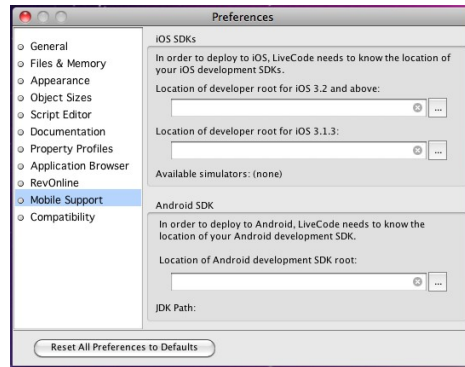 Preferences
General
Files & Memory
Appearance
Object Sizes
Script Editor
Documentation
Property Profiles
Application Browser
RevOnline
Mobile Support
Compatibility
iOS SDKs
In order to deploy to iOS, LiveCode needs to know the location of
your iOS development SDKs.
Location of developer root for iOS 3.2 and above:
...
Location of developer root for iOS 3.1.3:
...
Available simulators: (none)
Android SDK
In order to deploy to Android, LiveCode needs to know the
location of your Android development SDK.
Location of Android development SDK root:
...
JDK Path:
Reset All Preferences to Defaults